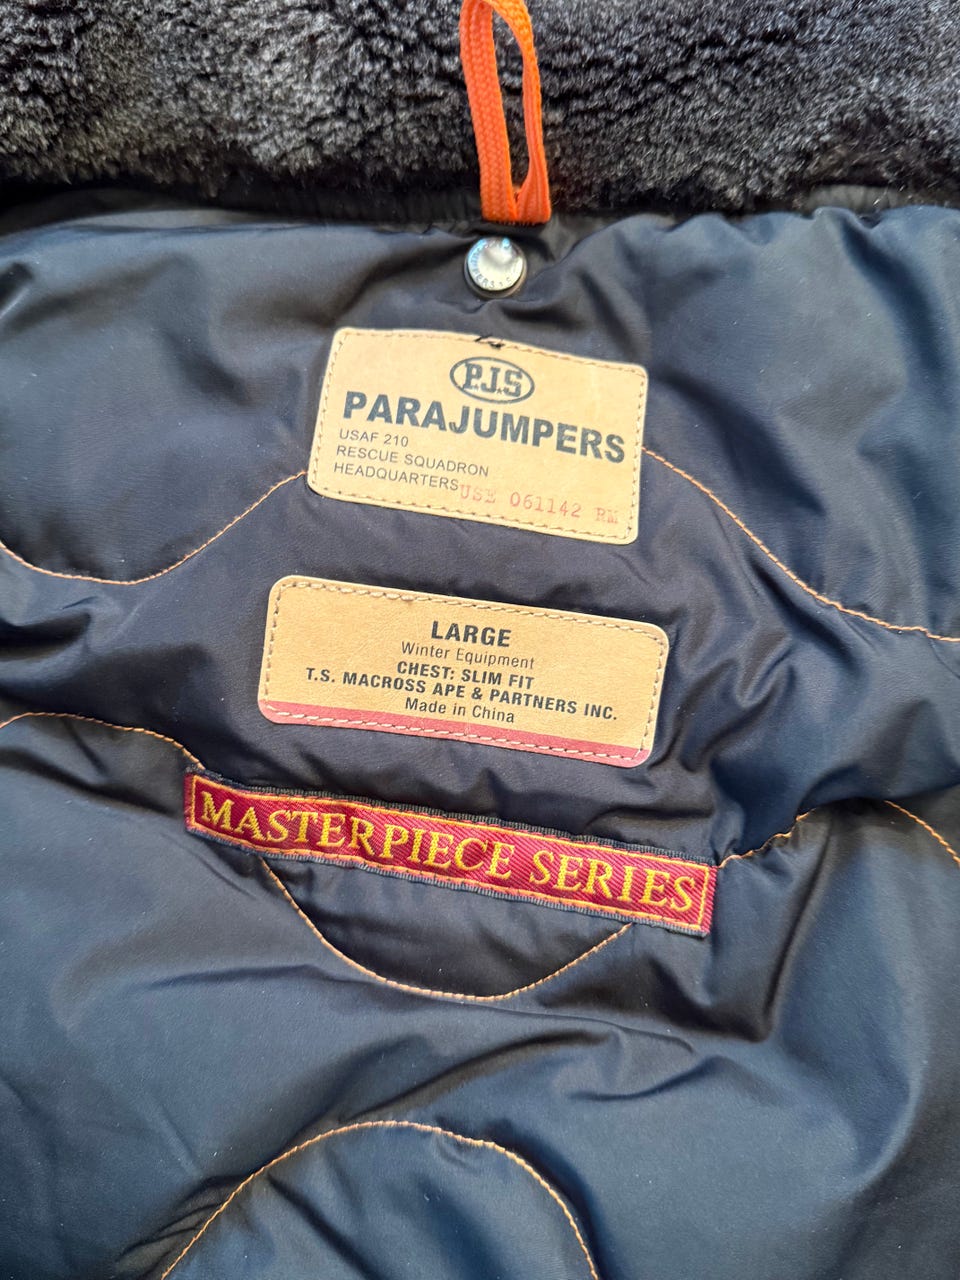 P.J.S
PARAJUMPERS
USAF 210
RESCUE SQUADRON
HEADQUARTERS
USE 061142 RM
LARGE
Winter Equipment
CHEST: SLIM FIT
T.S. MACROSS APE & PARTNERS INC.
Made in China
MASTERPIECE SERIES